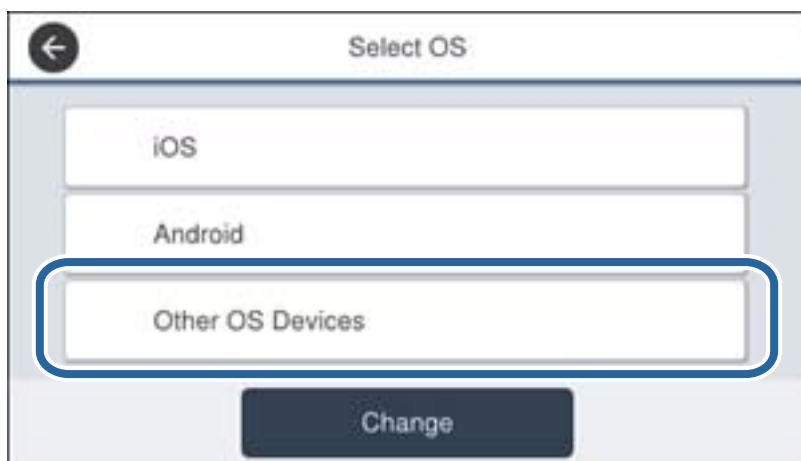 Select OS
iOS
Android
Other OS Devices
Change